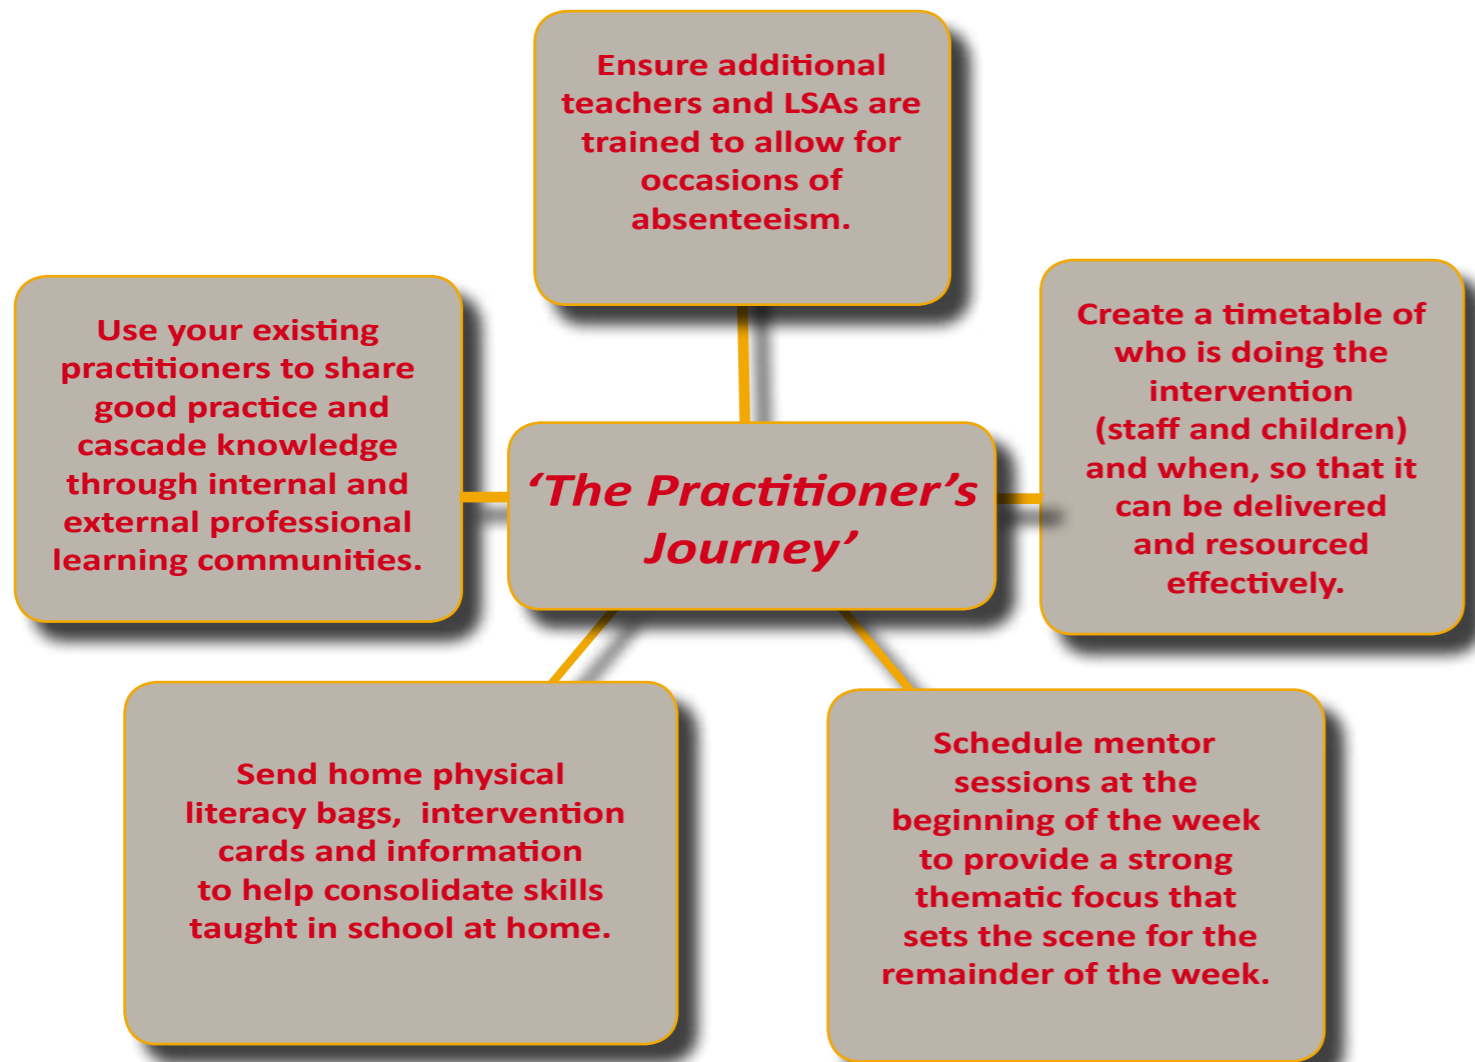 Ensure additional
teachers and LSAs are
trained to allow for
occasions of
absenteeism.
Use your existing
practitioners to share
good practice and
cascade knowledge
through internal and
external professional
learning communities.
Create a timetable of
who is doing the
intervention
(staff and children)
and when, so that it
can be delivered
and resourced
effectively.
‘The Practitioner’s
Journey’
Send home physical
literacy bags,  intervention
cards and information
to help consolidate skills
taught in school at home.
Schedule mentor
sessions at the
beginning of the week
to provide a strong
thematic focus that
sets the scene for the
remainder of the week.